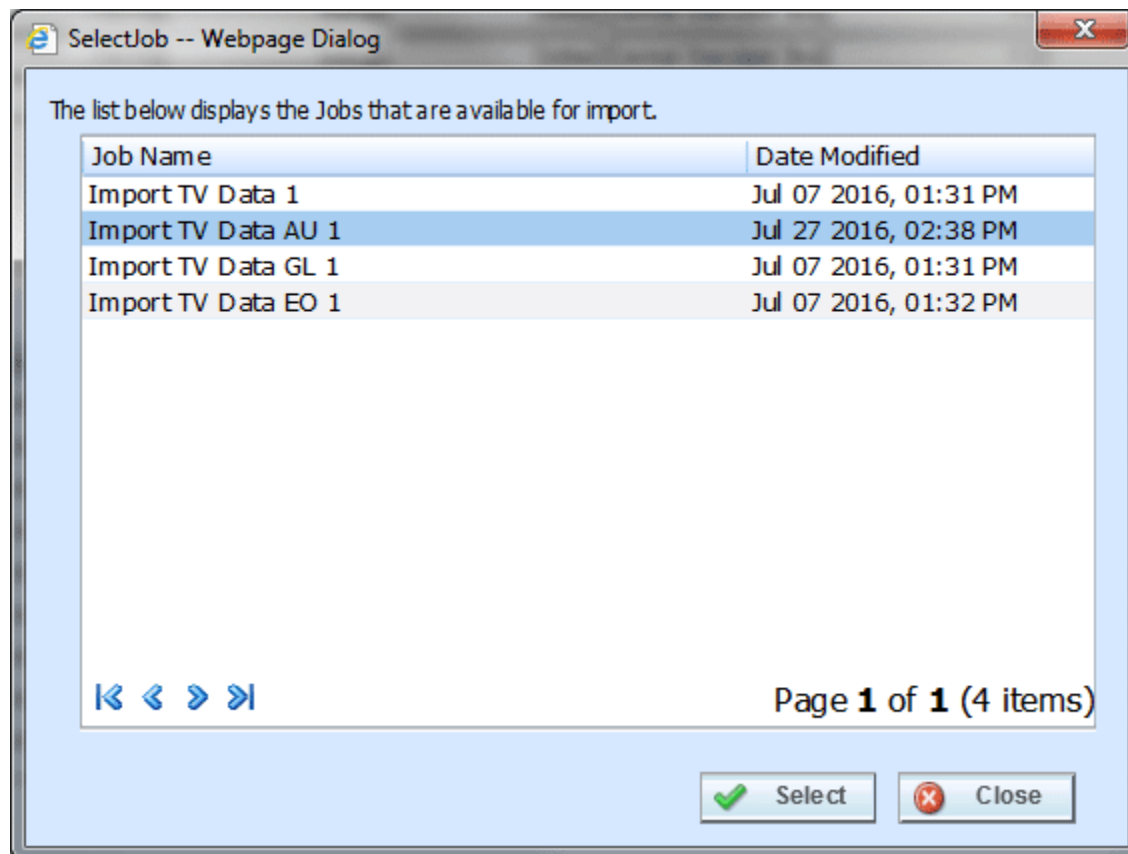 SelectJob -- Webpage Dialog
The list below displays the Jobs that are available for import.
Job Name Date Modified
Import TV Data 1 Jul 07 2016, 01:31 PM
Import TV Data AU 1 Jul 27 2016, 02:38 PM
Import TV Data GL 1 Jul 07 2016, 01:31 PM
Import TV Data EO 1 Jul 07 2016, 01:32 PM
Page 1 of 1 (4 items)
Select Close